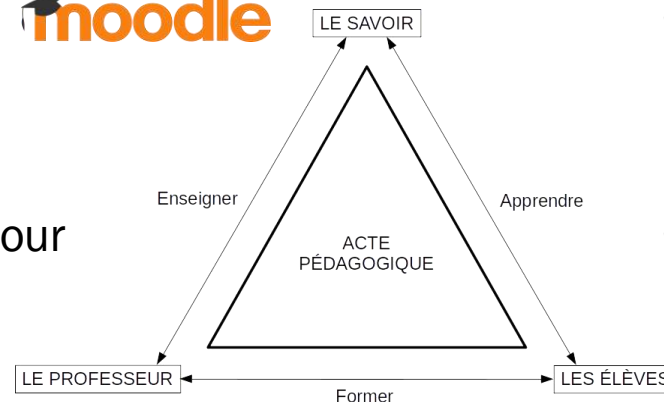 moodle
LE SAVOIR
Enseigner
Apprendre
our
ACTE
PÉDAGOGIQUE
LE PROFESSEUR
LES ÉLÈVES
Former